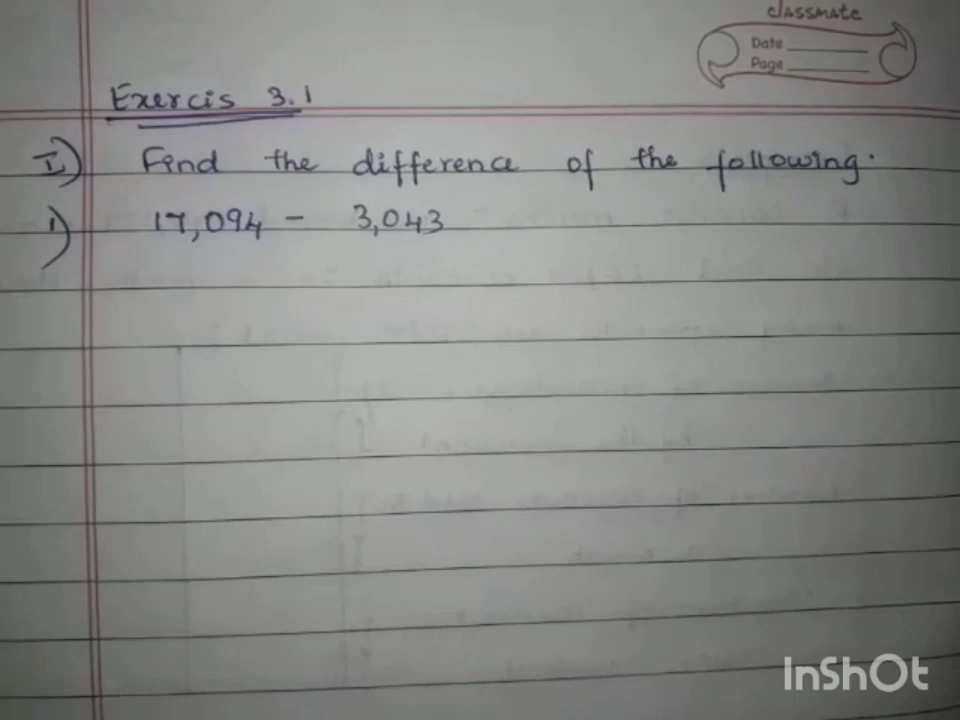 classmate
Date
Page
Exercis 3.1
I) Find the difference of the following.
1) 17,094 - 3,043
InShOt